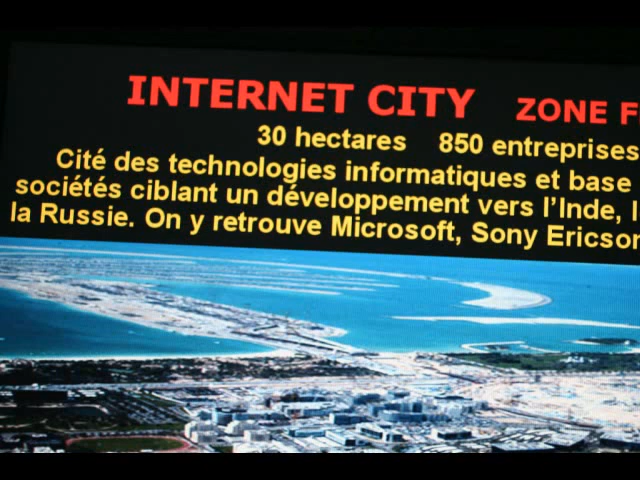 INTERNET CITY ZONE F
30 hectares 850 entreprises
Cité des technologies informatiques et base
sociétés ciblant un développement vers l'Inde, l
la Russie. On y retrouve Microsoft, Sony Ericson